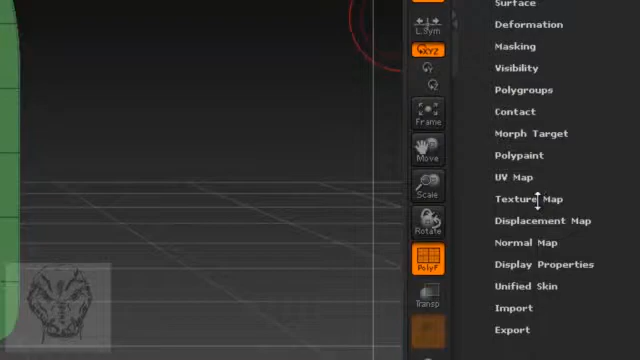 Surface
Deformation
Masking
Visibility
Polygroups
Contact
Morph Target
Polypaint
UV Map
Texture Map
Displacement Map
Normal Map
Display Properties
Unified Skin
Import
Export
L.Sym
XYZ
Y
Z
Frame
Move
Scale
Rotate
PolyF
Transp